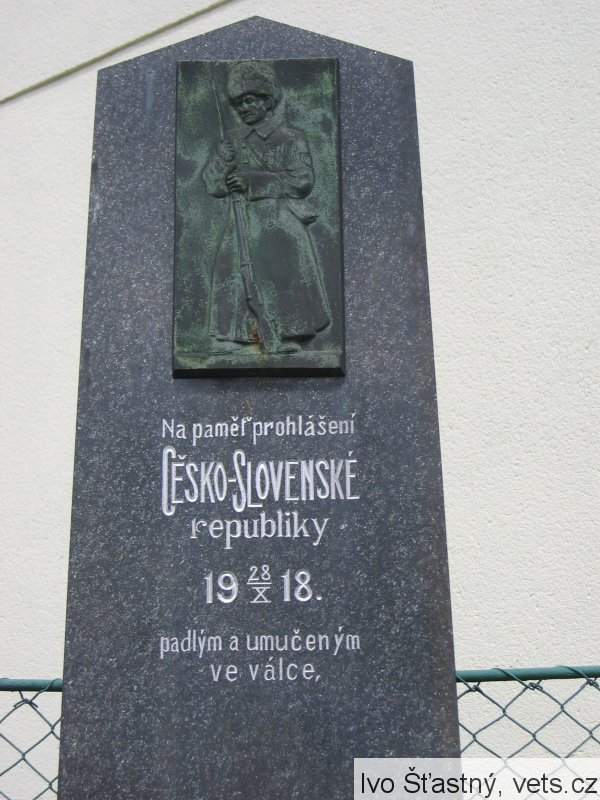 Na paměť prohlášení
ČESKO-SLOVENSKÉ
republiky
19 28/X 18.
padlým a umučeným
ve válce,
Ivo Šťastný, vets.cz